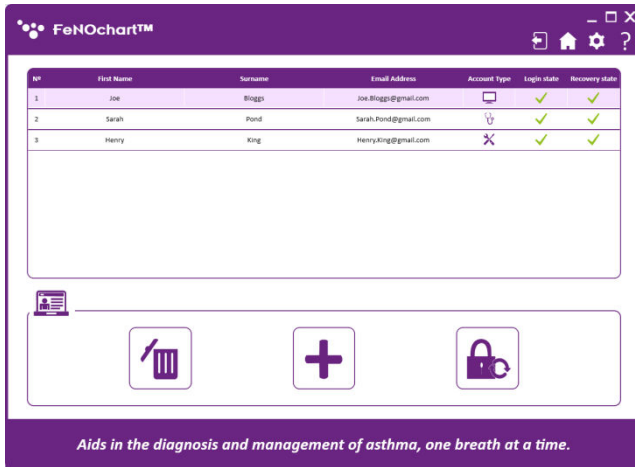 FeNOchart™
Nº First Name Surname Email Address Account Type Login state Recovery state
1 Joe Bloggs Joe.Bloggs@gmail.com
2 Sarah Pond Sarah.Pond@gmail.com
3 Henry King Henry.King@gmail.com
Aids in the diagnosis and management of asthma, one breath at a time.